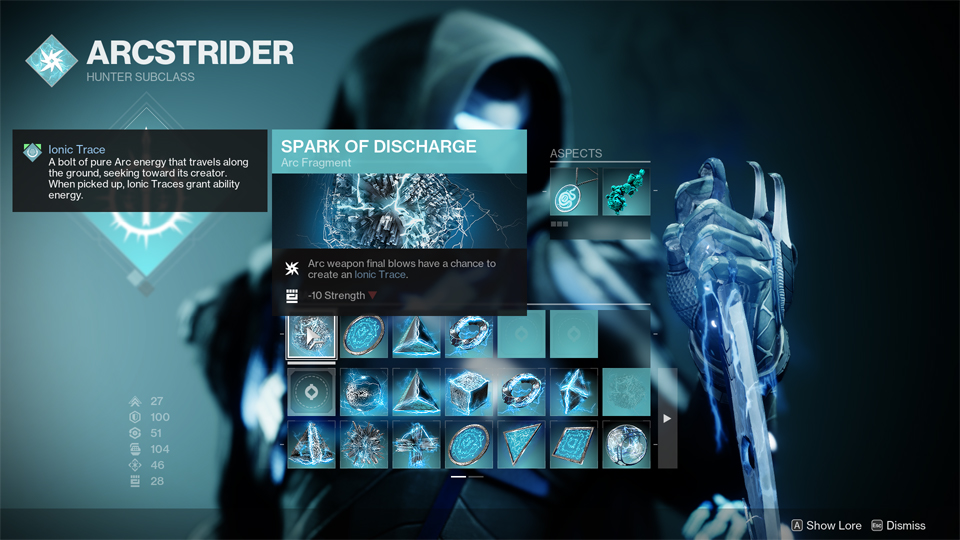 ARCSTRIDER
HUNTER SUBCLASS
Ionic Trace
A bolt of pure Arc energy that travels along
the ground, seeking toward its creator.
When picked up, Ionic Traces grant ability
energy.
SPARK OF DISCHARGE
Arc Fragment
Arc weapon final blows have a chance to
create an Ionic Trace.
-10 Strength
ASPECTS
27
100
51
104
46
28
A Show Lore
Esc Dismiss